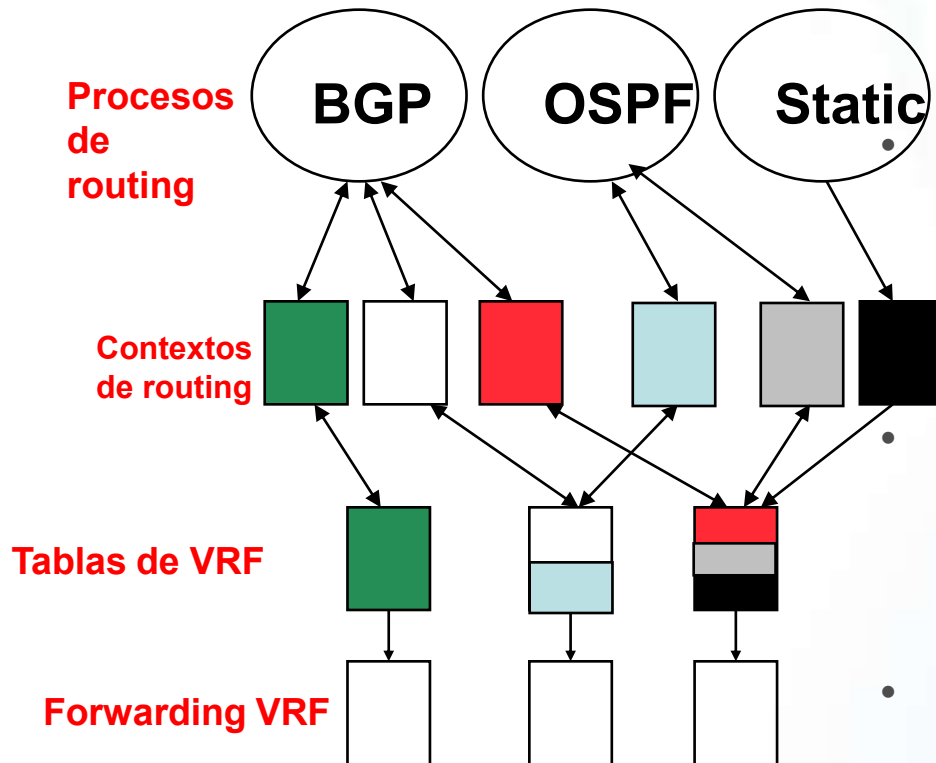 BGP OSPF Static
Procesos
de
routing
Contextos
de routing
Tablas de VRF
Forwarding VRF